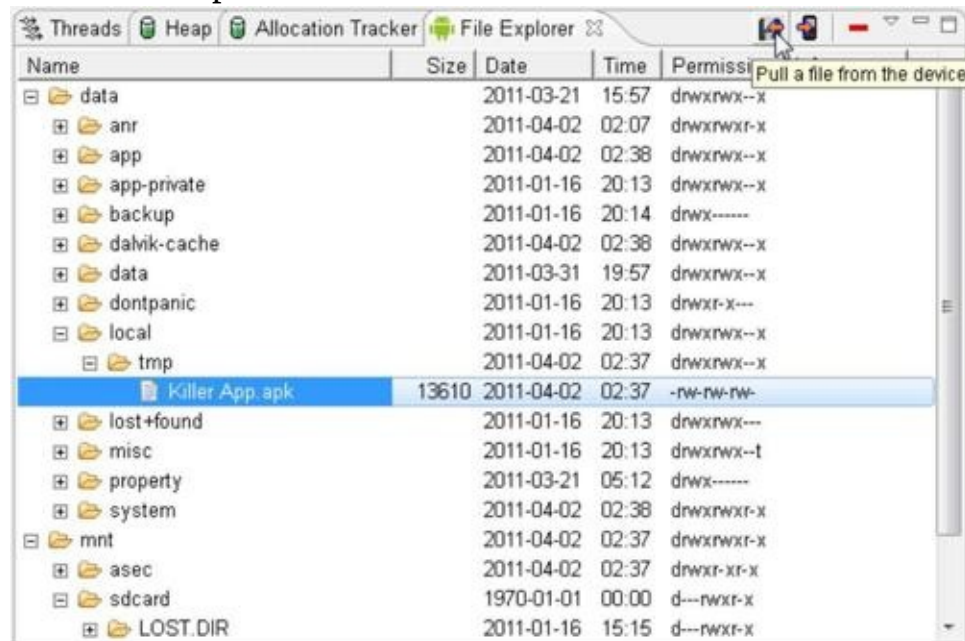 Threads Heap Allocation Tracker File Explorer
Name Size Date Time Permissi
Pull a file from the device
data 2011-03-21 15:57 drwxrwx--x
anr 2011-04-02 02:07 drwxrwxr-x
app 2011-04-02 02:38 drwxrwx--x
app-private 2011-01-16 20:13 drwxrwx--x
backup 2011-01-16 20:14 drwx------
dalvik-cache 2011-04-02 02:38 drwxrwx--x
data 2011-03-31 19:57 drwxrwx--x
dontpanic 2011-01-16 20:13 drwxr-x---
local 2011-01-16 20:13 drwxrwx--x
tmp 2011-04-02 02:37 drwxrwx--x
Killer App.apk 13610 2011-04-02 02:37 -rw-rw-rw-
lost+found 2011-01-16 20:13 drwxrwx---
misc 2011-01-16 20:13 drwxrwx--t
property 2011-03-21 05:12 drwx------
system 2011-04-02 02:38 drwxrwxr-x
mnt 2011-04-02 02:37 drwxrwxr-x
asec 2011-04-02 02:37 drwxr-xr-x
sdcard 1970-01-01 00:00 d---rwxr-x
LOST.DIR 2011-01-16 15:15 d---rwxr-x